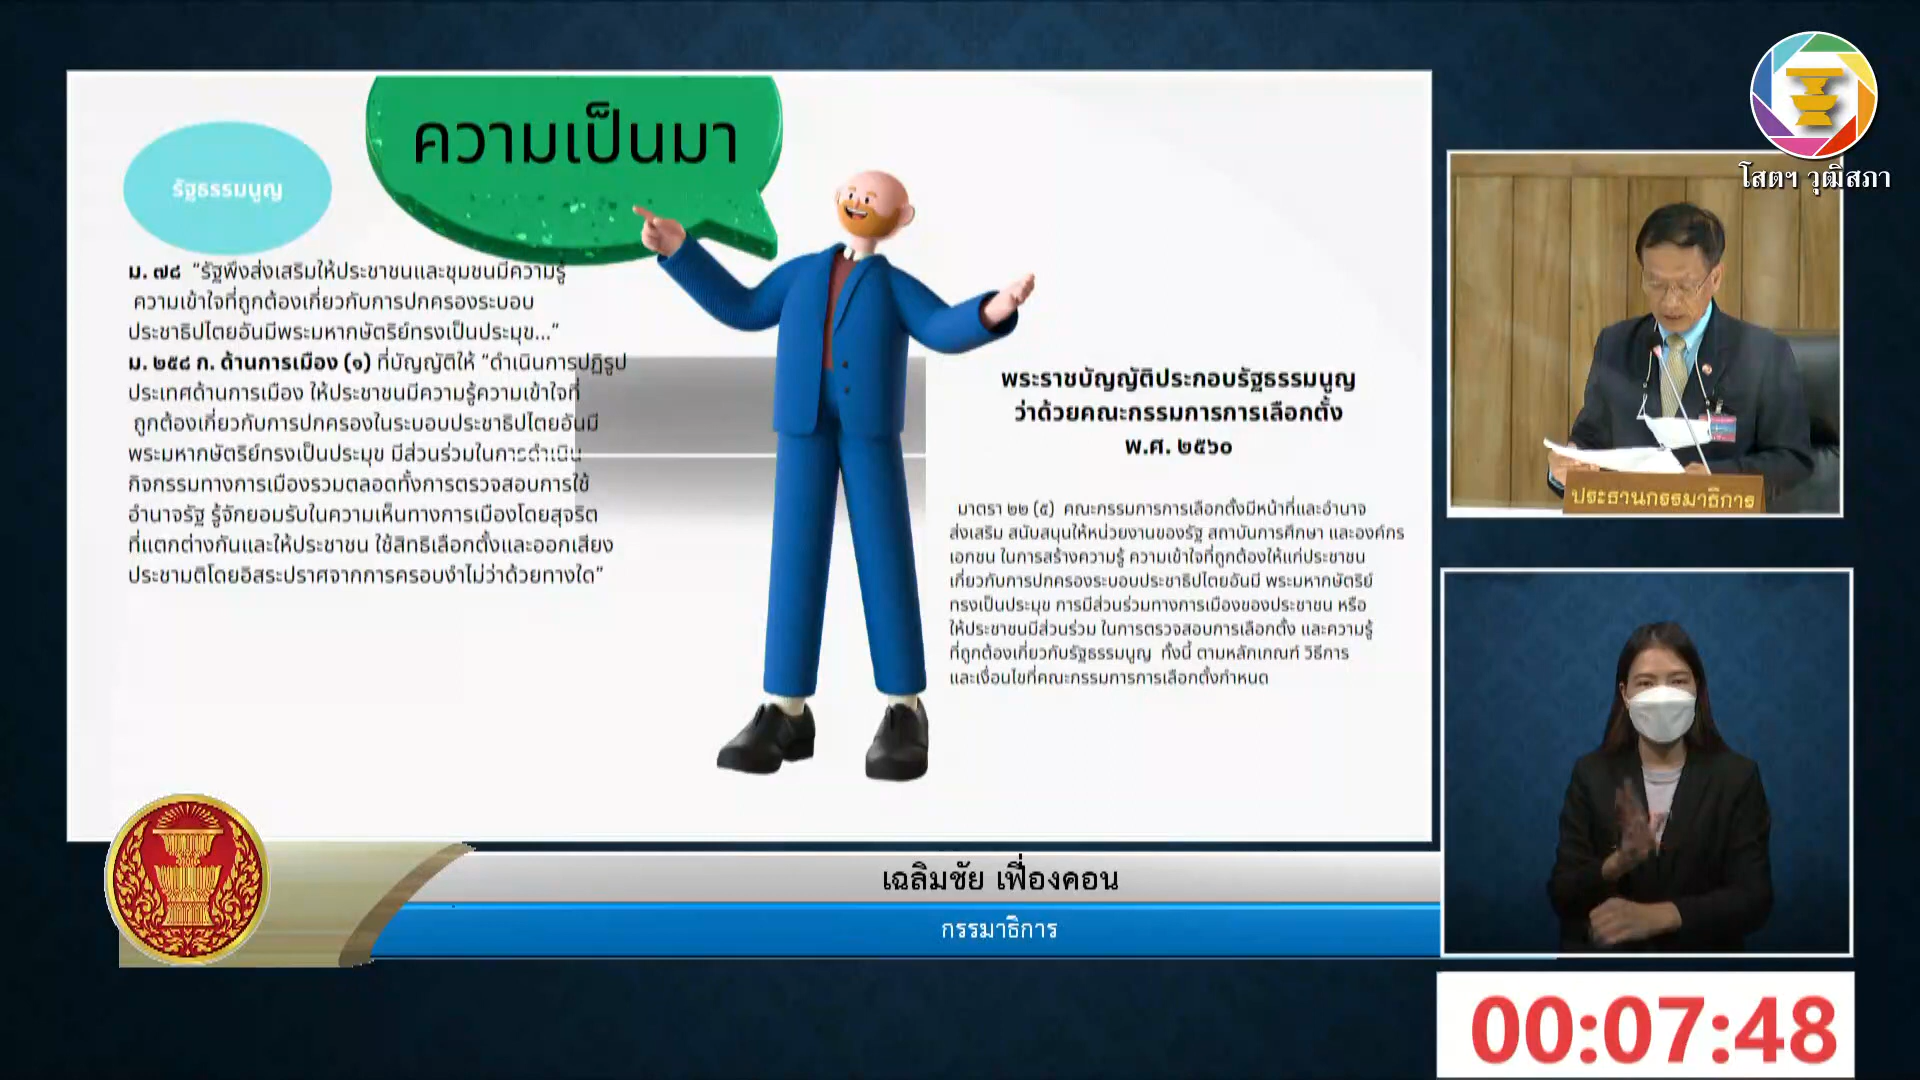 ความเป็นมา
รัฐธรรมนูญ
ม. ๗๘ “รัฐพึงส่งเสริมให้ประชาชนและชุมชนมีความรู้
ความเข้าใจที่ถูกต้องเกี่ยวกับการปกครองระบอบ
ประชาธิปไตยอันมีพระมหากษัตริย์ทรงเป็นประมุข...”
ม. ๒๕๘ ก. ด้านการเมือง (๑) ที่บัญญัติให้ “ดำเนินการปฏิรูป
ประเทศด้านการเมือง ให้ประชาชนมีความรู้ความเข้าใจที่
ถูกต้องเกี่ยวกับการปกครองในระบอบประชาธิปไตยอันมี
พระมหากษัตริย์ทรงเป็นประมุข มีส่วนร่วมในการดำเนิน
กิจกรรมทางการเมืองรวมตลอดทั้งการตรวจสอบการใช้
อำนาจรัฐ รู้จักยอมรับในความเห็นทางการเมืองโดยสุจริต
ที่แตกต่างกันและให้ประชาชน ใช้สิทธิเลือกตั้งและออกเสียง
ประชามติโดยอิสระปราศจากการครอบงำไม่ว่าด้วยทางใด”
พระราชบัญญัติประกอบรัฐธรรมนูญ
ว่าด้วยคณะกรรมการการเลือกตั้ง
พ.ศ. ๒๕๖๐
มาตรา ๒๒ (๕) คณะกรรมการการเลือกตั้งมีหน้าที่และอำนาจ
ส่งเสริม สนับสนุนให้หน่วยงานของรัฐ สถาบันการศึกษา และองค์กร
เอกชน ในการสร้างความรู้ ความเข้าใจที่ถูกต้องให้แก่ประชาชน
เกี่ยวกับการปกครองระบอบประชาธิปไตยอันมี พระมหากษัตริย์
ทรงเป็นประมุข การมีส่วนร่วมทางการเมืองของประชาชน หรือ
ให้ประชาชนมีส่วนร่วม ในการตรวจสอบการเลือกตั้ง และความรู้
ที่ถูกต้องเกี่ยวกับรัฐธรรมนูญ ทั้งนี้ ตามหลักเกณฑ์ วิธีการ
และเงื่อนไขที่คณะกรรมการการเลือกตั้งกำหนด
โสตฯ วุฒิสภา
ประธานกรรมาธิการ
เฉลิมชัย เฟื่องคอน
กรรมาธิการ
00:07:48